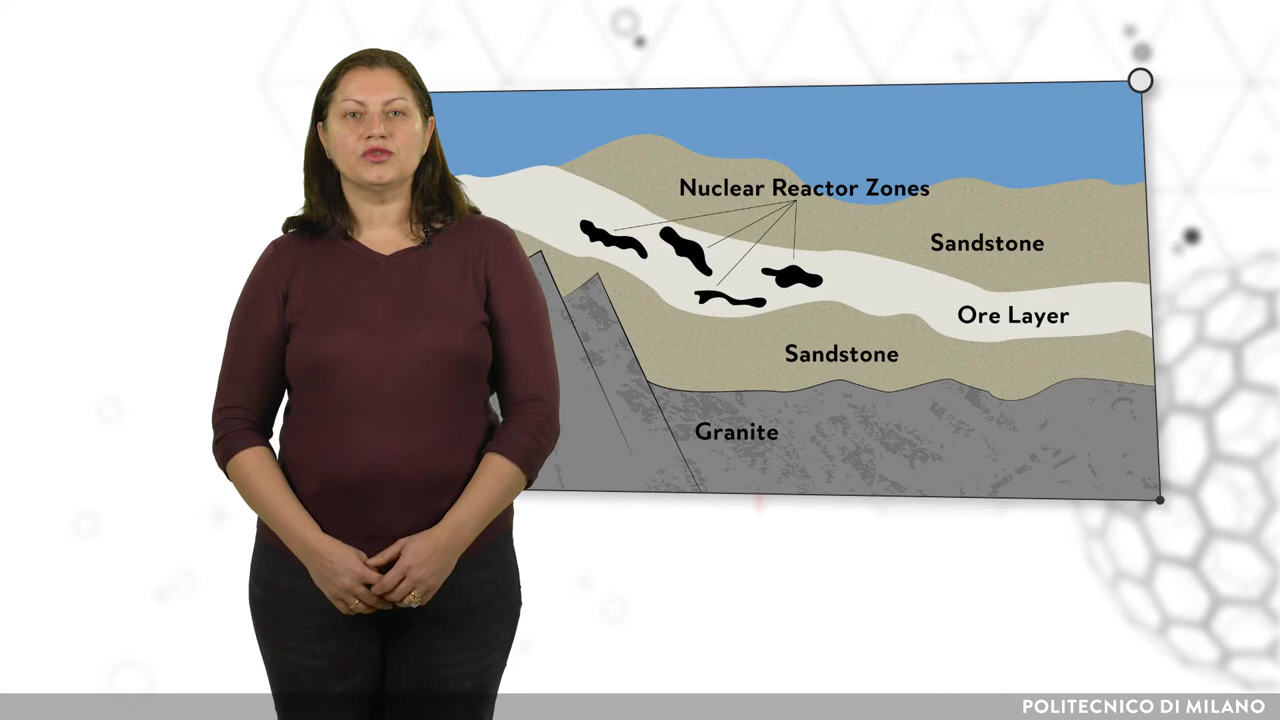 Nuclear Reactor Zones
Sandstone
Ore Layer
Sandstone
Granite
POLITECNICO DI MILANO